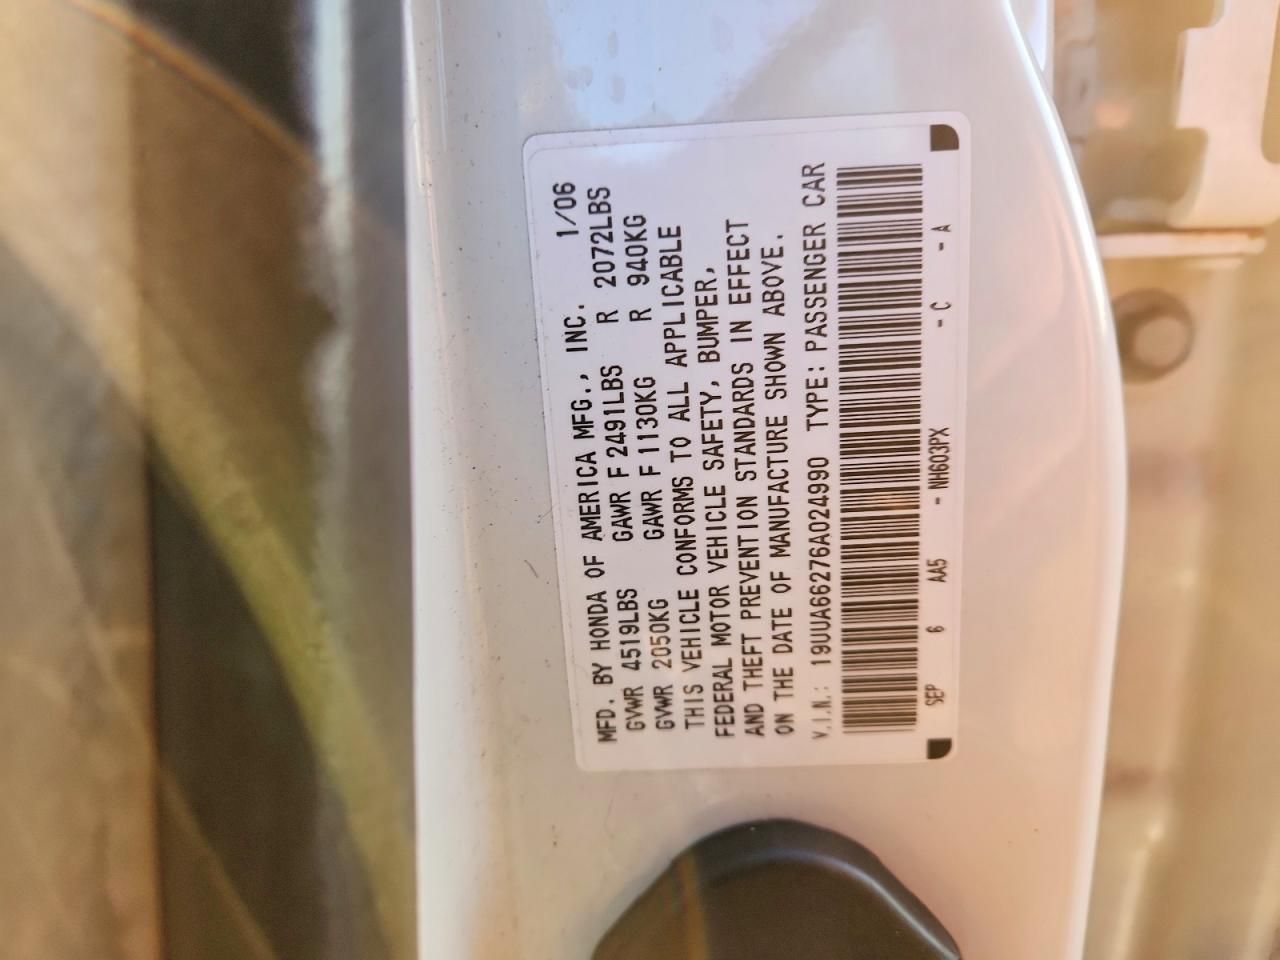 MFD. BY HONDA OF AMERICA MFG., INC. 1/06
GVWR 4519LBS GAWR F 2491LBS R 2072LBS
GVWR 2050KG GAWR F 1130KG R 940KG
THIS VEHICLE CONFORMS TO ALL APPLICABLE
FEDERAL MOTOR VEHICLE SAFETY, BUMPER,
AND THEFT PREVENTION STANDARDS IN EFFECT
ON THE DATE OF MANUFACTURE SHOWN ABOVE.
V.I.N.: 19UUA66276A024990 TYPE: PASSENGER CAR
SEP 6 AA5 - NH603PX - C - A